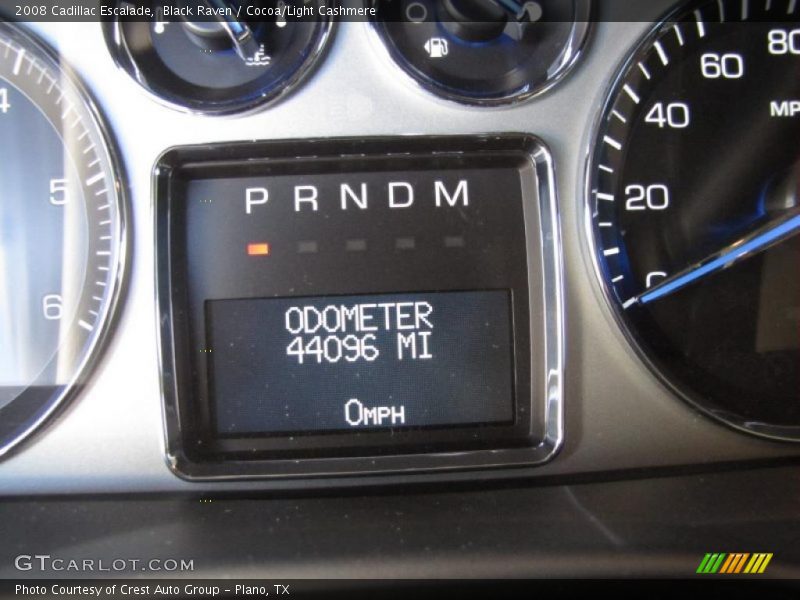 2008 Cadillac Escalade, Black Raven / Cocoa/Light Cashmere
4
5
6
80
60
40
20
0
MP
P R N D M
ODOMETER
44096 MI
0MPH
GTCARLOT.COM
Photo Courtesy of Crest Auto Group - Plano, TX